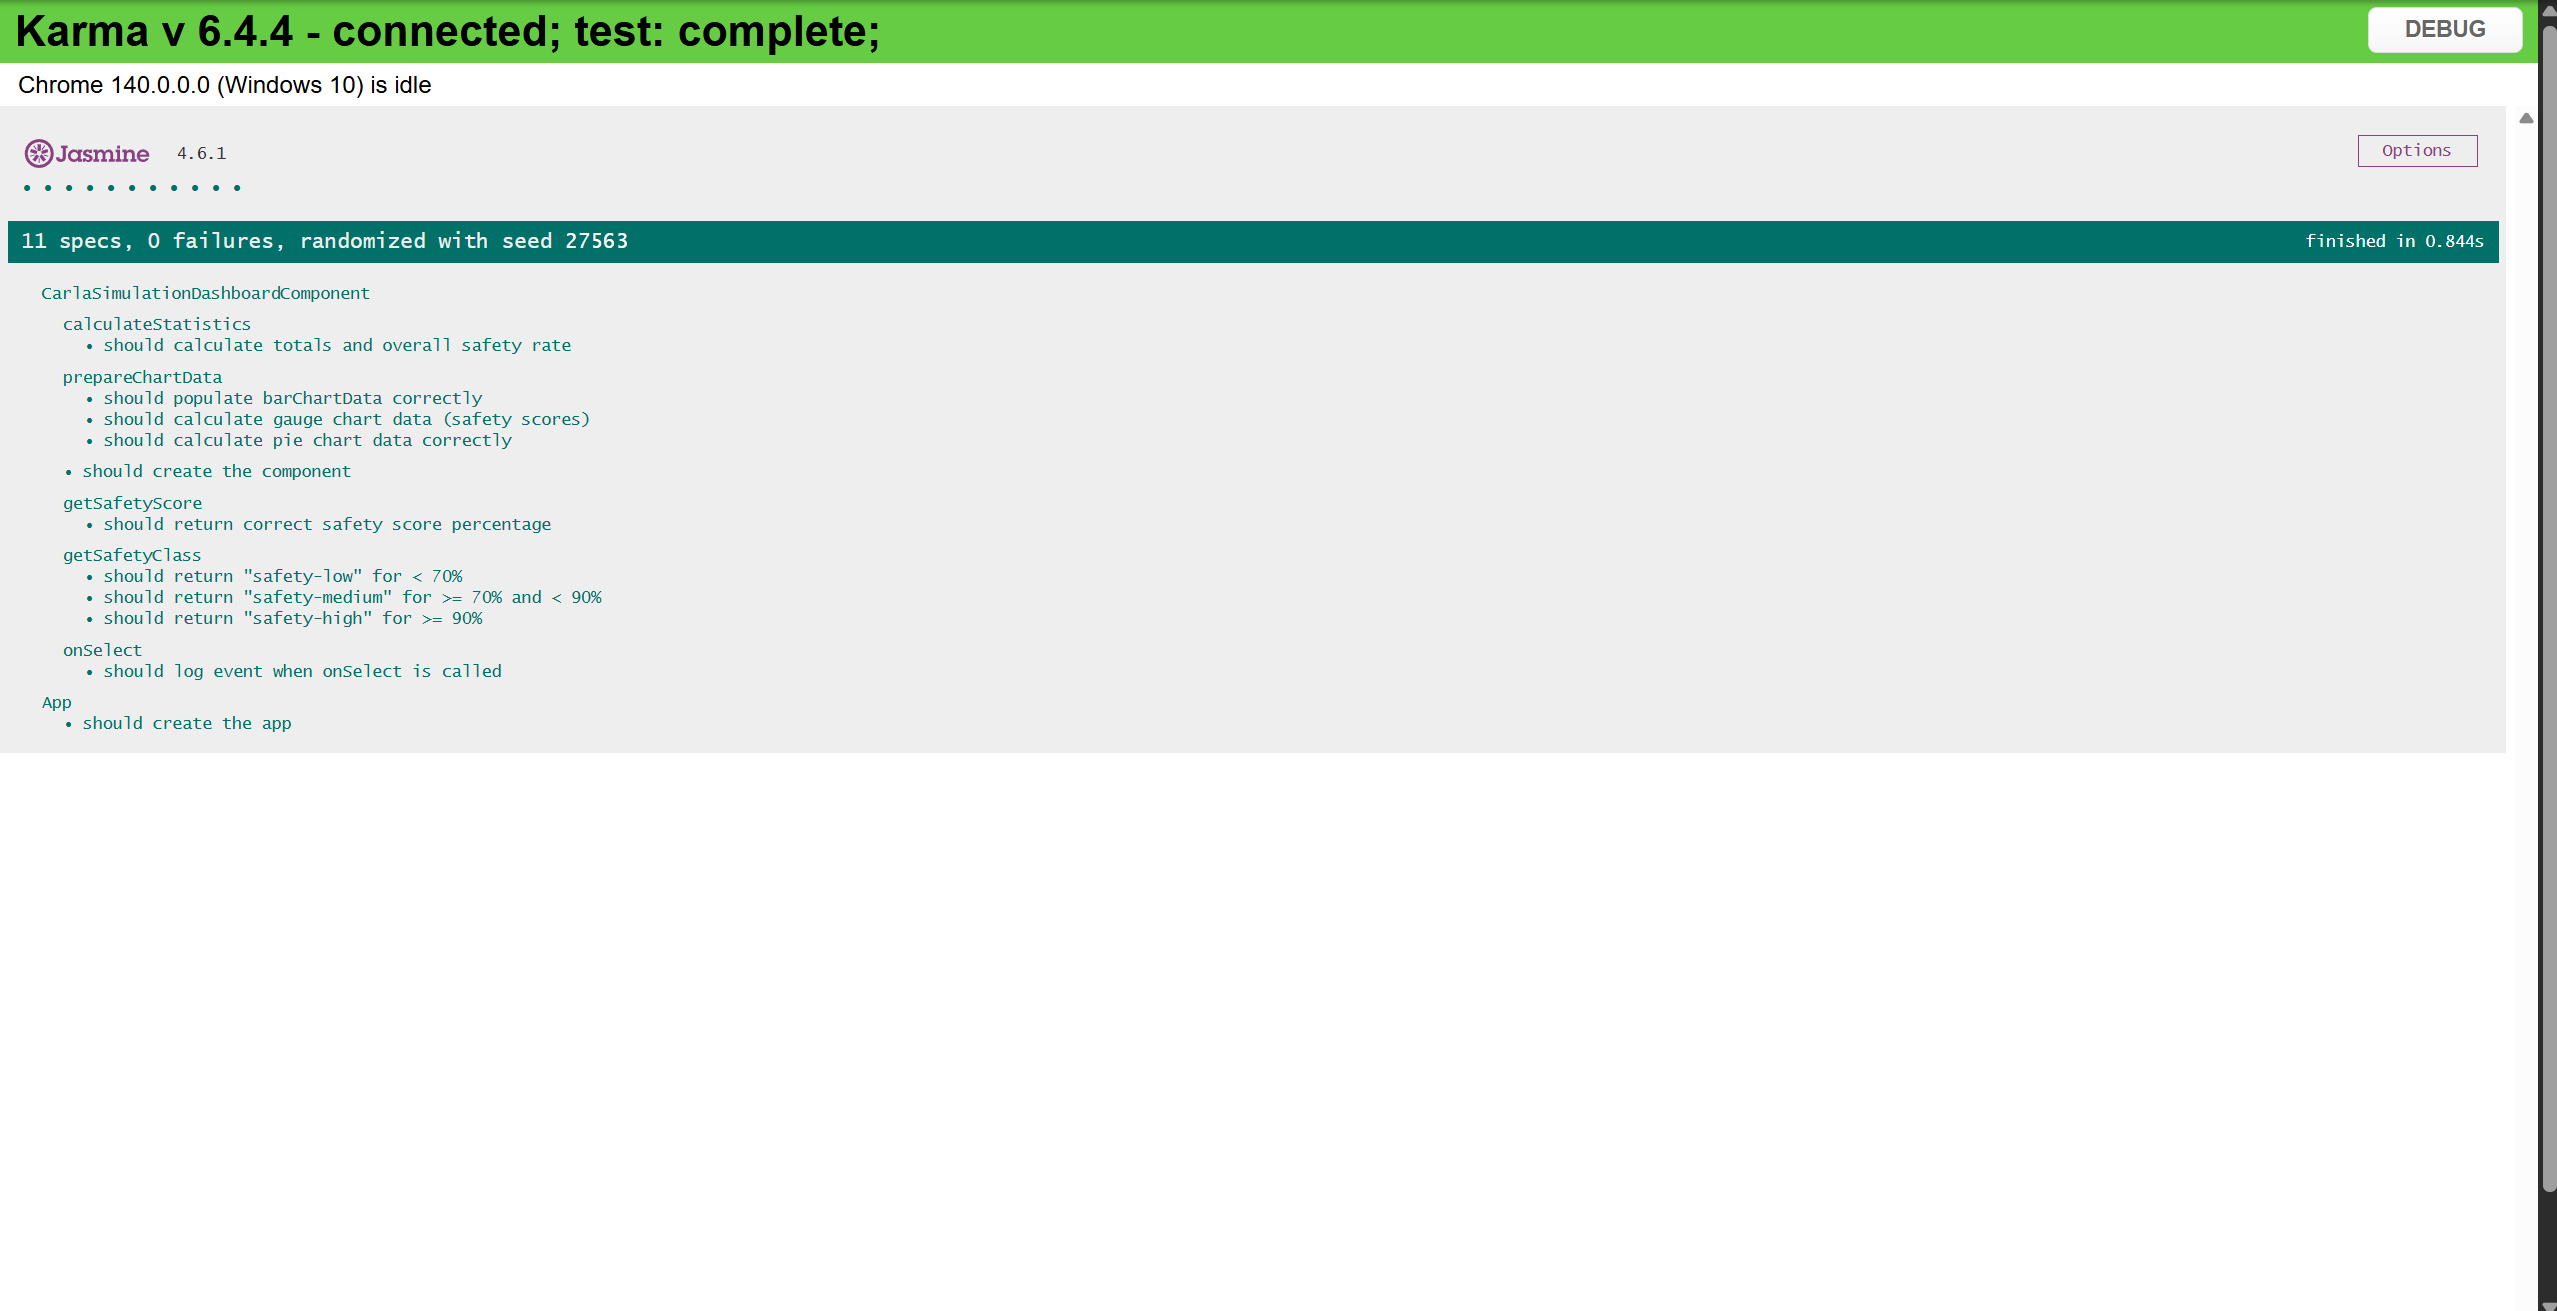 Karma v 6.4.4 - connected; test: complete;
DEBUG
Chrome 140.0.0.0 (Windows 10) is idle
Jasmine 4.6.1
Options
• • • • • • • • • • •
11 specs, 0 failures, randomized with seed 27563
finished in 0.844s
CarlaSimulationDashboardComponent
calculateStatistics
• should calculate totals and overall safety rate
prepareChartData
• should populate barChartData correctly
• should calculate gauge chart data (safety scores)
• should calculate pie chart data correctly
• should create the component
getSafetyScore
• should return correct safety score percentage
getSafetyClass
• should return "safety-low" for < 70%
• should return "safety-medium" for >= 70% and < 90%
• should return "safety-high" for >= 90%
onSelect
• should log event when onSelect is called
App
• should create the app